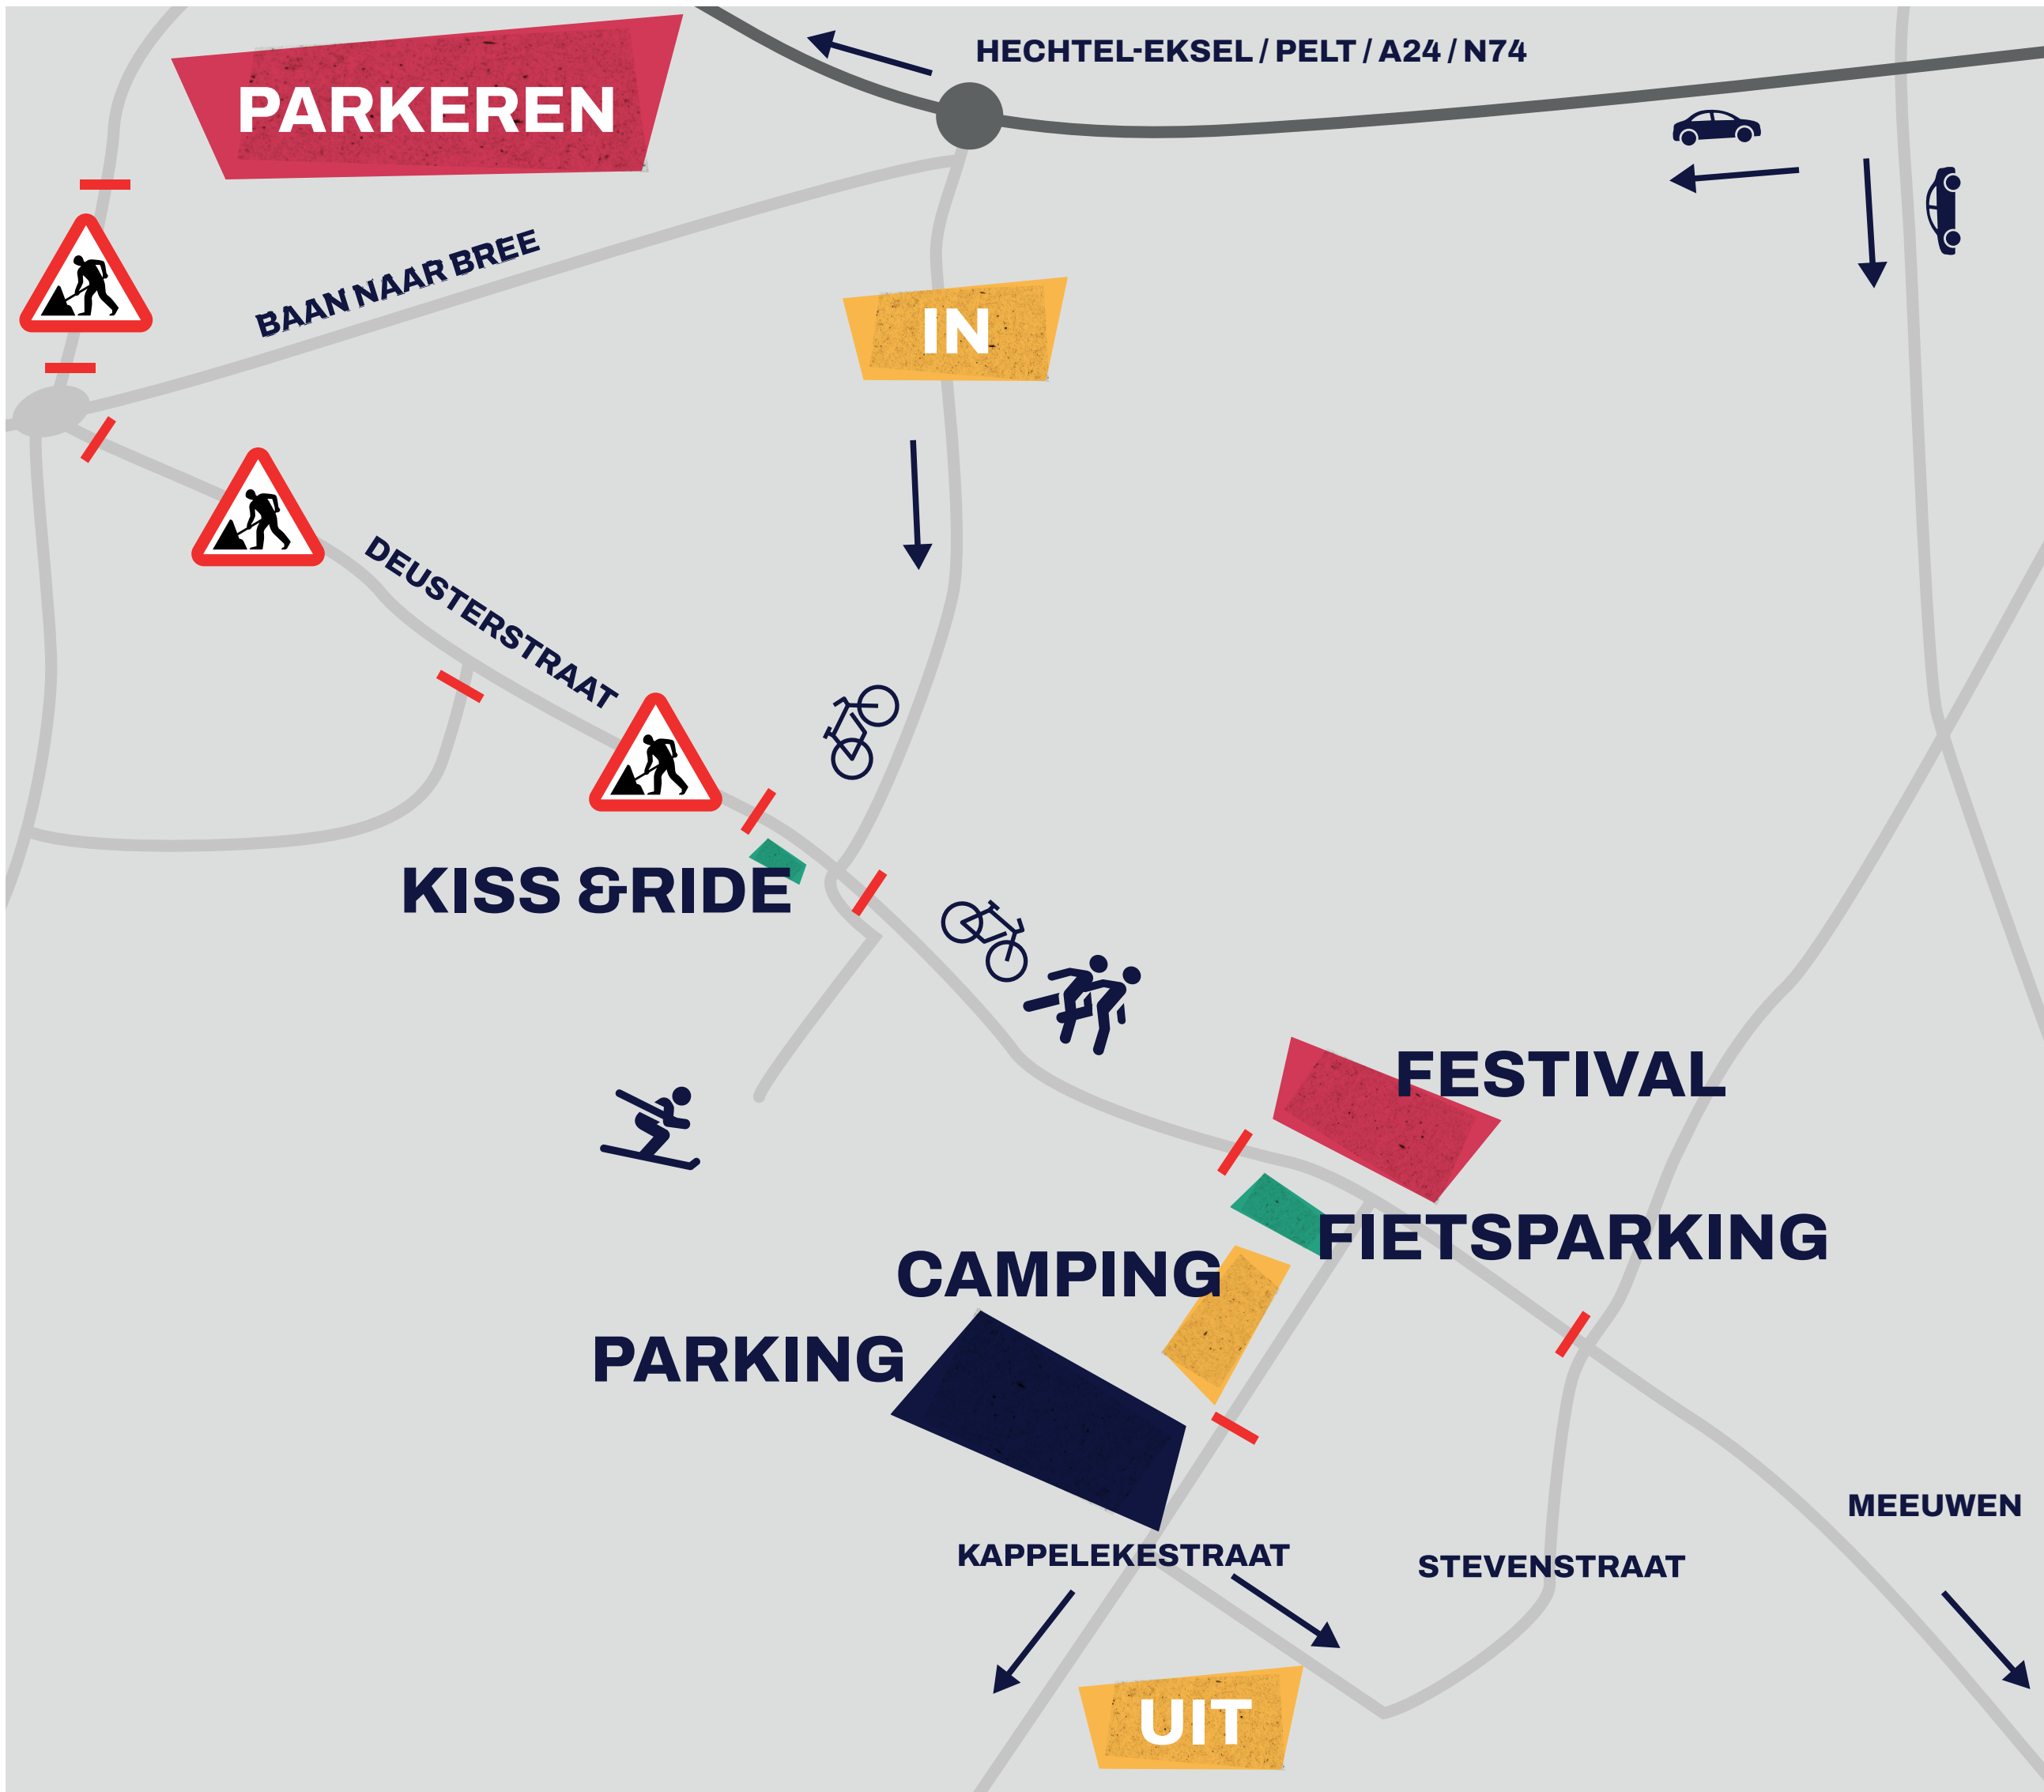 HECHTEL-EKSEL / PELT / A24 / N74
PARKEREN
BAAN NAAR BREE
IN
DEUSTERSTRAAT
KISS &RIDE
FESTIVAL
FIETSPARKING
CAMPING
PARKING
MEEUWEN
KAPPELEKESTRAAT
STEVENSTRAAT
UIT